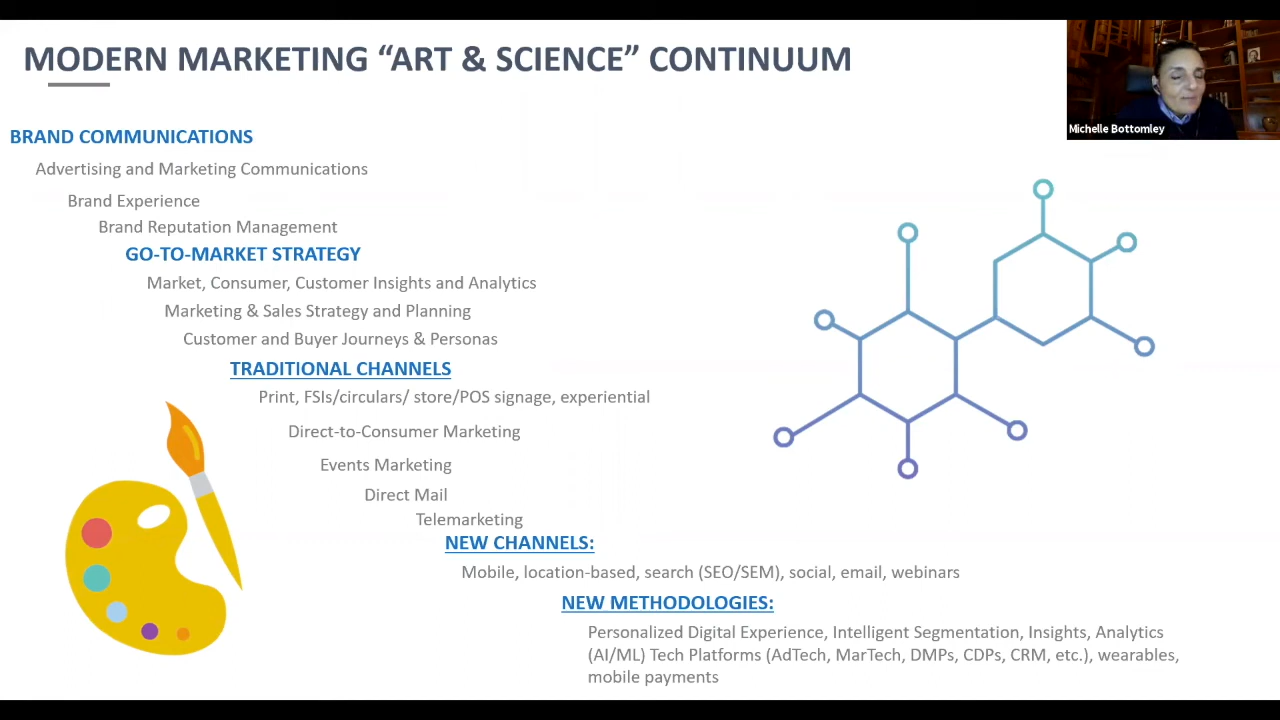 MODERN MARKETING “ART & SCIENCE” CONTINUUM
Michelle Bottomley
BRAND COMMUNICATIONS
Advertising and Marketing Communications
Brand Experience
Brand Reputation Management
GO-TO-MARKET STRATEGY
Market, Consumer, Customer Insights and Analytics
Marketing & Sales Strategy and Planning
Customer and Buyer Journeys & Personas
TRADITIONAL CHANNELS
Print, FSIs/circulars/ store/POS signage, experiential
Direct-to-Consumer Marketing
Events Marketing
Direct Mail
Telemarketing
NEW CHANNELS:
Mobile, location-based, search (SEO/SEM), social, email, webinars
NEW METHODOLOGIES:
Personalized Digital Experience, Intelligent Segmentation, Insights, Analytics
(AI/ML) Tech Platforms (AdTech, MarTech, DMPs, CDPs, CRM, etc.), wearables,
mobile payments